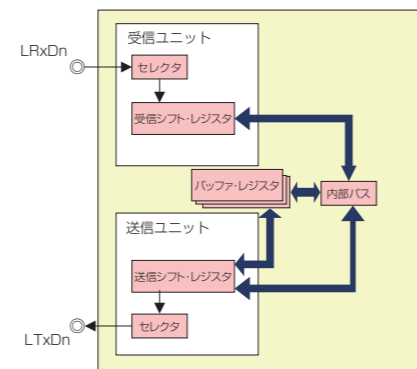 LRxDn
受信ユニット
セレクタ
受信シフト・レジスタ
バッファ・レジスタ
内部バス
送信ユニット
送信シフト・レジスタ
セレクタ
LTxDn